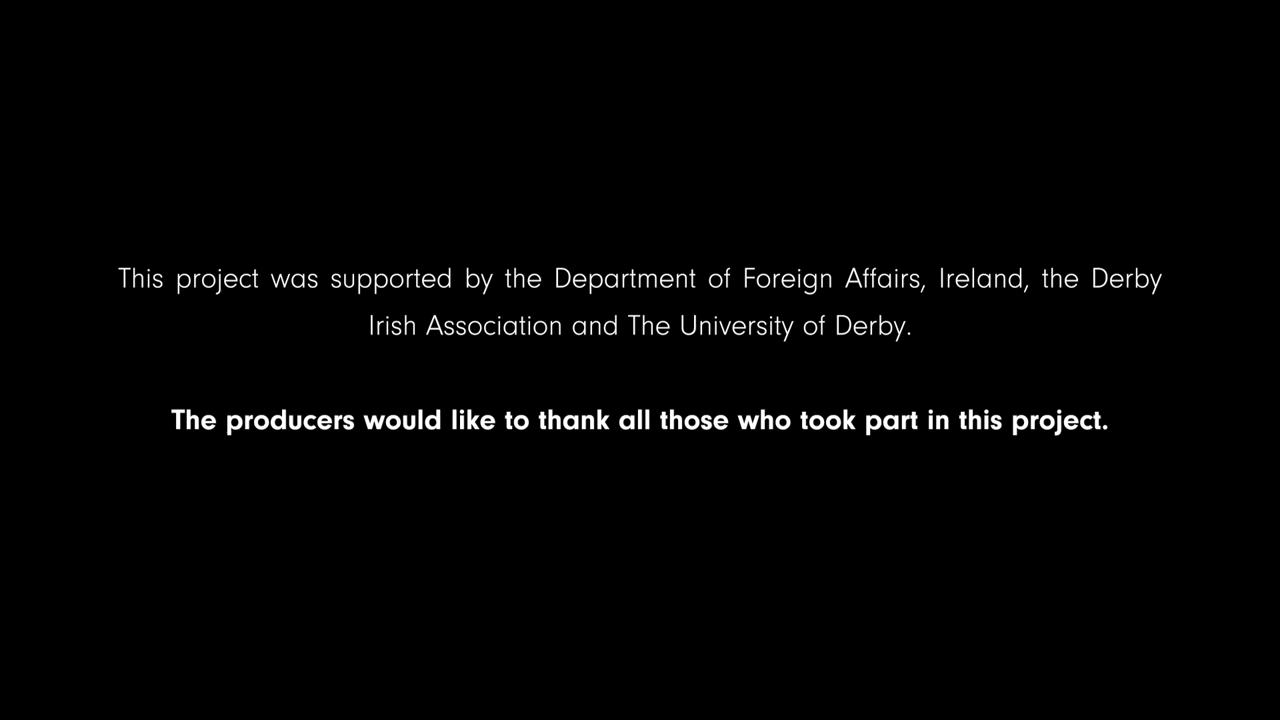 This project was supported by the Department of Foreign Affairs, Ireland, the Derby
Irish Association and The University of Derby.
The producers would like to thank all those who took part in this project.